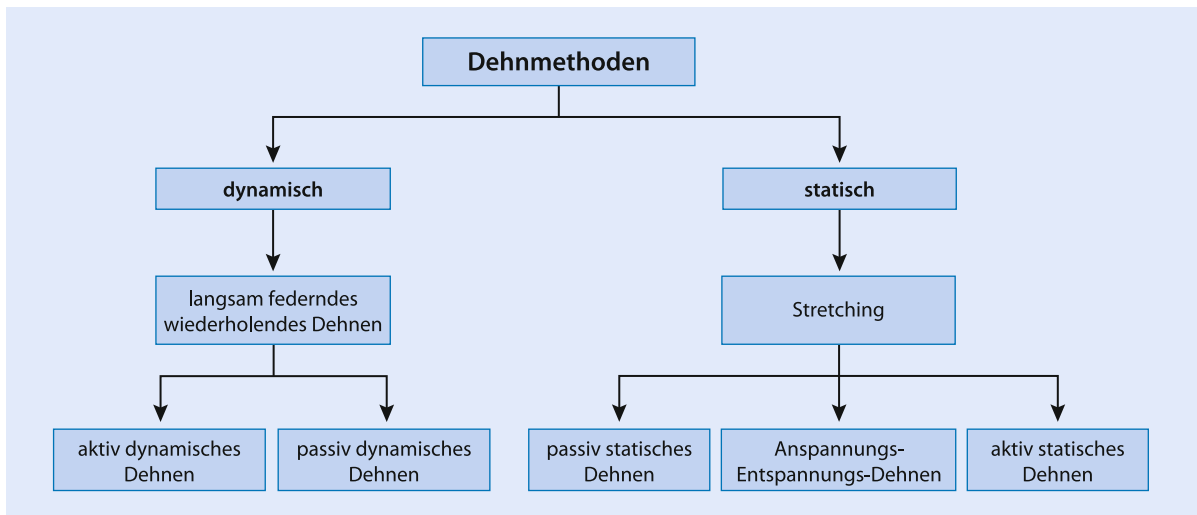 Dehnmethoden
dynamisch
statisch
langsam federndes
wiederholendes Dehnen
Stretching
aktiv dynamisches
Dehnen
passiv dynamisches
Dehnen
passiv statisches
Dehnen
Anspannungs-
Entspannungs-Dehnen
aktiv statisches
Dehnen